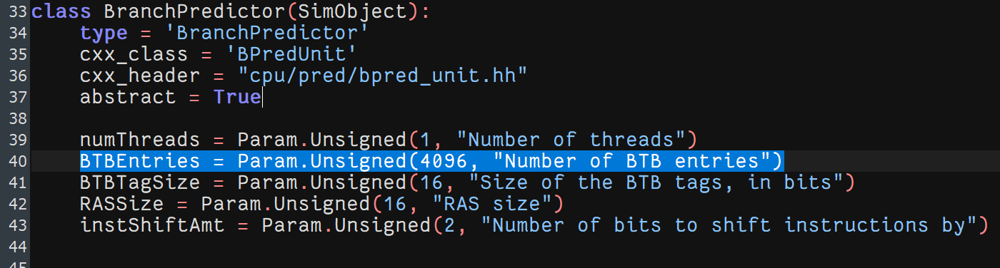 33 class BranchPredictor(SimObject):
34     type = 'BranchPredictor'
35     cxx_class = 'BPredUnit'
36     cxx_header = "cpu/pred/bpred_unit.hh"
37     abstract = True
38
39     numThreads = Param.Unsigned(1, "Number of threads")
40     BTBEntries = Param.Unsigned(4096, "Number of BTB entries")
41     BTBTagSize = Param.Unsigned(16, "Size of the BTB tags, in bits")
42     RASSize = Param.Unsigned(16, "RAS size")
43     instShiftAmt = Param.Unsigned(2, "Number of bits to shift instructions by")
44
45